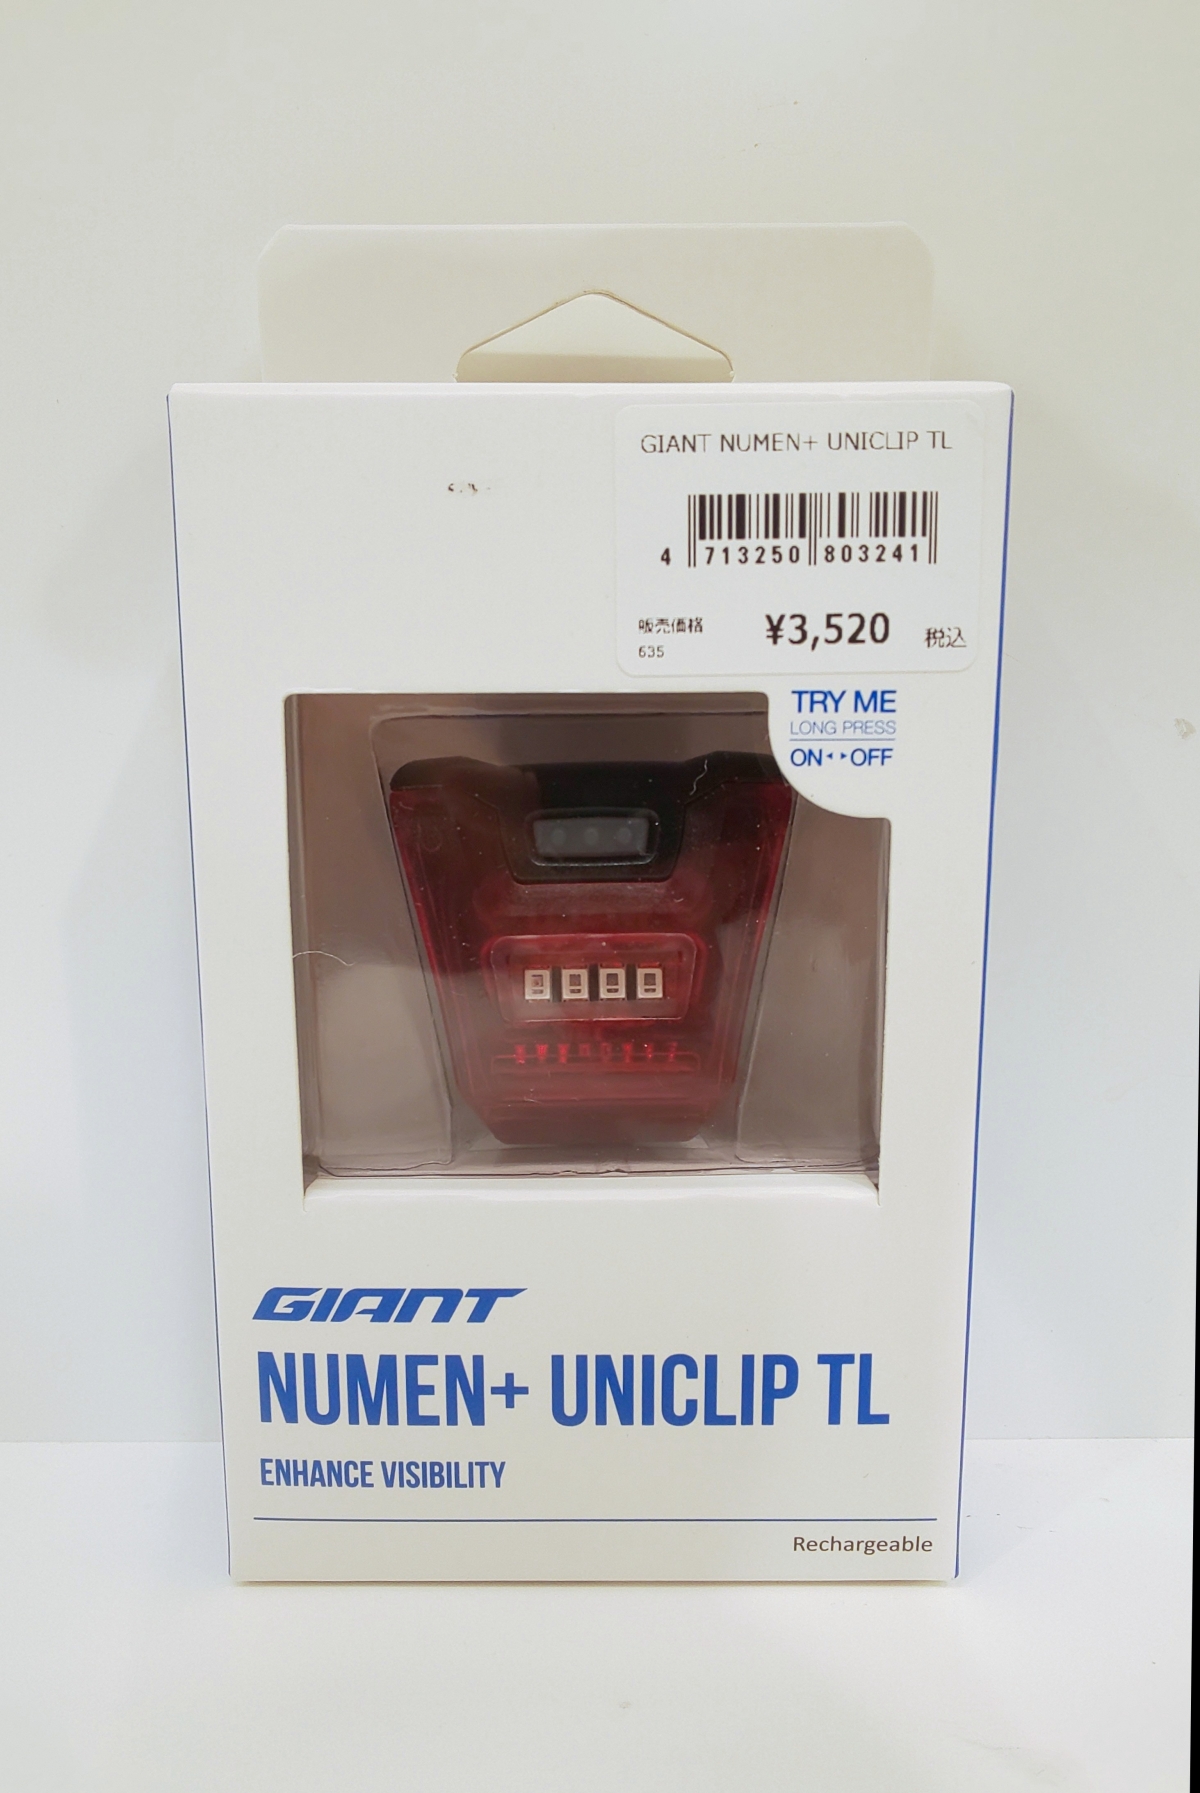 GIANT NUMEN+ UNICLIP TL
4 713250 803241
販売価格 ¥3,520 税込
635
TRY ME
LONG PRESS
ON◄ ►OFF
GIANT
NUMEN+ UNICLIP TL
ENHANCE VISIBILITY
Rechargeable